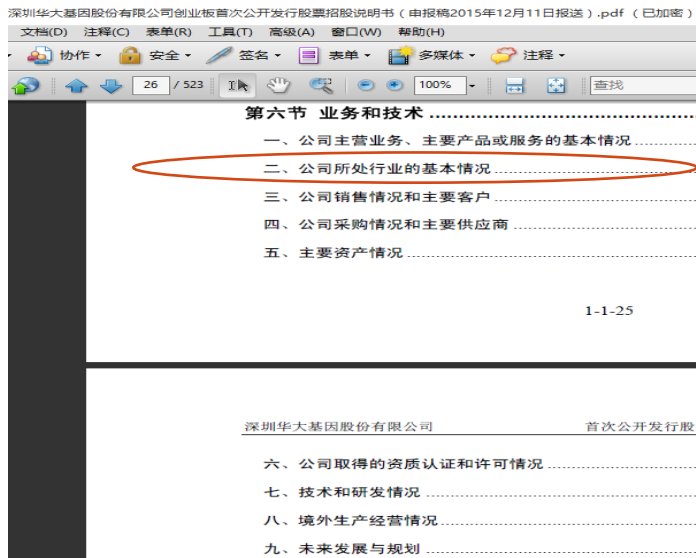 深圳华大基因股份有限公司创业板首次公开发行股票招股说明书（申报稿2015年12月11日报送）.pdf （已加密）
文档(D) 注释(C) 表单(R) 工具(T) 高级(A) 窗口(W) 帮助(H)
协作 安全 签名 表单 多媒体 注释
26 / 523 100% 查找
第六节 业务和技术
一、公司主营业务、主要产品或服务的基本情况
二、公司所处行业的基本情况
三、公司销售情况和主要客户
四、公司采购情况和主要供应商
五、主要资产情况
1-1-25
深圳华大基因股份有限公司 首次公开发行股
六、公司取得的资质认证和许可情况
七、技术和研发情况
八、境外生产经营情况
九、未来发展与规划